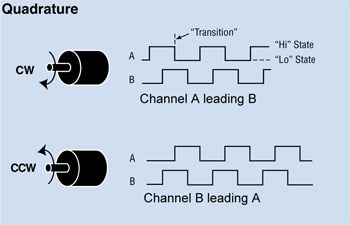 Quadrature
"Transition"
"Hi" State
A
"Lo" State
CW
B
Channel A leading B
A
CCW
B
Channel B leading A